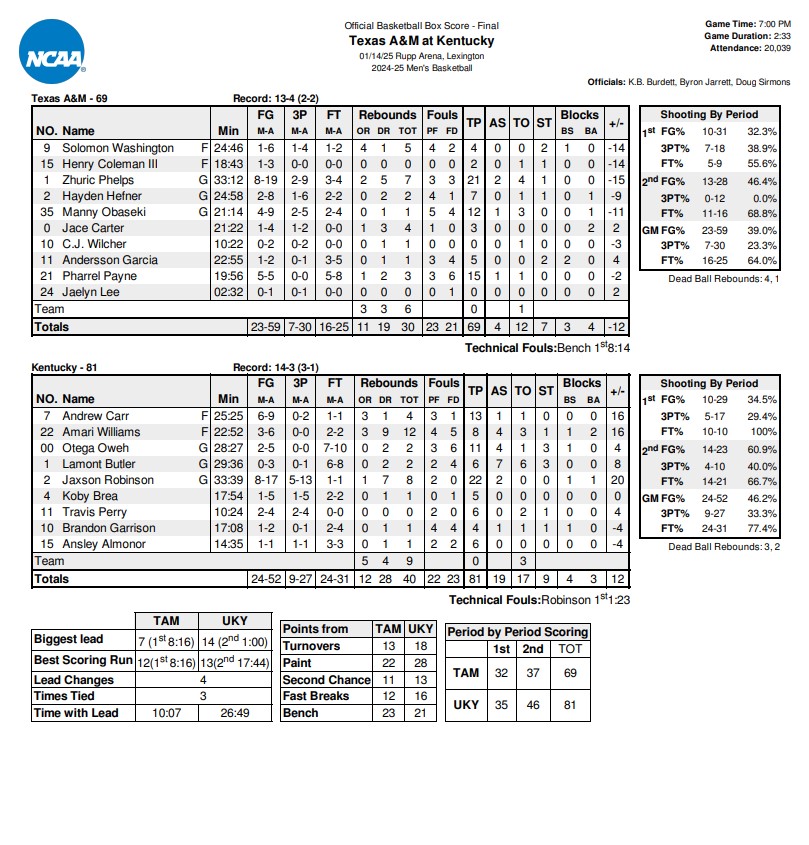 NCAA
Official Basketball Box Score - Final
Texas A&M at Kentucky
01/14/25 Rupp Arena, Lexington
2024-25 Men's Basketball
Game Time: 7:00 PM
Game Duration: 2:33
Attendance: 20,039
Officials: K.B. Burdett, Byron Jarrett, Doug Sirmons
Texas A&M - 69 Record: 13-4 (2-2)
FG 3P FT Rebounds Fouls Blocks
NO. Name Min M-A M-A M-A OR DR TOT PF FD TP AS TO ST BS BA +/-
9 Solomon Washington F 24:46 1-6 1-4 1-2 4 1 5 4 2 4 0 0 2 1 0 -14
15 Henry Coleman III F 18:43 1-3 0-0 0-0 0 0 0 0 0 2 0 1 1 0 0 -14
1 Zhuric Phelps G 33:12 8-19 2-9 3-4 2 5 7 3 3 21 2 4 1 0 0 -15
2 Hayden Hefner G 24:58 2-8 1-6 2-2 0 2 2 4 1 7 0 1 1 0 1 -9
35 Manny Obaseki G 21:14 4-9 2-5 3-4 0 1 1 5 4 12 1 3 0 0 1 -11
0 Jace Carter 21:22 1-4 1-2 0-0 1 3 4 1 0 3 0 0 0 0 2 2
10 C.J. Wilcher 10:22 0-2 0-2 0-0 0 1 1 0 0 0 0 1 0 0 0 -3
11 Andersson Garcia 22:55 1-2 0-1 3-5 0 1 1 3 4 5 0 0 2 2 0 4
21 Pharrel Payne 19:56 5-5 0-0 5-8 1 2 3 3 6 15 1 1 0 0 0 -2
24 Jaelyn Lee 02:32 0-1 0-1 0-0 0 0 0 0 1 0 0 0 0 0 0 2
Team 3 3 6 0 1
Totals 23-59 7-30 16-25 11 19 30 23 21 69 4 12 7 3 4 -12
Technical Fouls:Bench 1st8:14
Shooting By Period
1st FG% 10-31 32.3%
3PT% 7-18 38.9%
FT% 5-9 55.6%
2nd FG% 13-28 46.4%
3PT% 0-12 0.0%
FT% 11-16 68.8%
GM FG% 23-59 39.0%
3PT% 7-30 23.3%
FT% 16-25 64.0%
Dead Ball Rebounds: 4, 1
Kentucky - 81 Record: 14-3 (3-1)
FG 3P FT Rebounds Fouls Blocks
NO. Name Min M-A M-A M-A OR DR TOT PF FD TP AS TO ST BS BA +/-
7 Andrew Carr F 25:25 6-9 0-2 1-1 3 1 4 3 1 13 1 1 0 0 0 16
22 Amari Williams F 22:52 3-6 0-0 2-2 3 9 12 4 5 8 4 3 1 1 2 16
00 Otega Oweh G 28:27 2-5 0-0 7-10 0 2 2 3 6 11 4 1 3 1 0 4
1 Lamont Butler G 29:36 0-3 0-1 6-8 0 2 2 2 4 6 7 6 3 0 0 8
2 Jaxson Robinson G 33:39 8-17 5-13 1-1 1 7 8 2 0 22 2 0 0 1 1 20
4 Koby Brea 17:54 1-5 1-5 2-2 0 1 1 0 0 5 0 1 0 0 0 0
11 Travis Perry 10:24 2-4 2-4 0-0 0 0 0 2 0 6 0 2 1 0 0 4
10 Brandon Garrison 17:08 1-2 0-1 2-4 0 1 1 4 4 4 1 1 1 1 0 -4
15 Ansley Almonor 14:35 1-1 1-1 3-3 0 1 1 2 2 6 0 0 0 0 0 -4
Team 5 4 9 0 3
Totals 24-52 9-27 24-31 12 28 40 22 23 81 19 17 9 4 3 12
Technical Fouls:Robinson 1st1:23
Shooting By Period
1st FG% 10-29 34.5%
3PT% 5-17 29.4%
FT% 10-10 100%
2nd FG% 14-23 60.9%
3PT% 4-10 40.0%
FT% 14-21 66.7%
GM FG% 24-52 46.2%
3PT% 9-27 33.3%
FT% 24-31 77.4%
Dead Ball Rebounds: 3, 2
TAM UKY
Biggest lead 7 (1st 8:16) 14 (2nd 1:00)
Best Scoring Run 12(1st 8:16) 13(2nd 17:44)
Lead Changes 4
Times Tied 3
Time with Lead 10:07 26:49
Points from TAM UKY
Turnovers 13 18
Paint 22 28
Second Chance 11 13
Fast Breaks 12 16
Bench 23 21
Period by Period Scoring
1st 2nd TOT
TAM 32 37 69
UKY 35 46 81